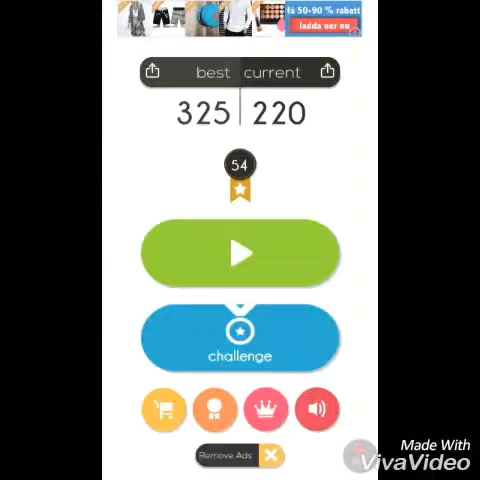 få 50-90 % rabatt
ladda ner nu
best current
325 220
54
challenge
Remove Ads
Made With
VivaVideo